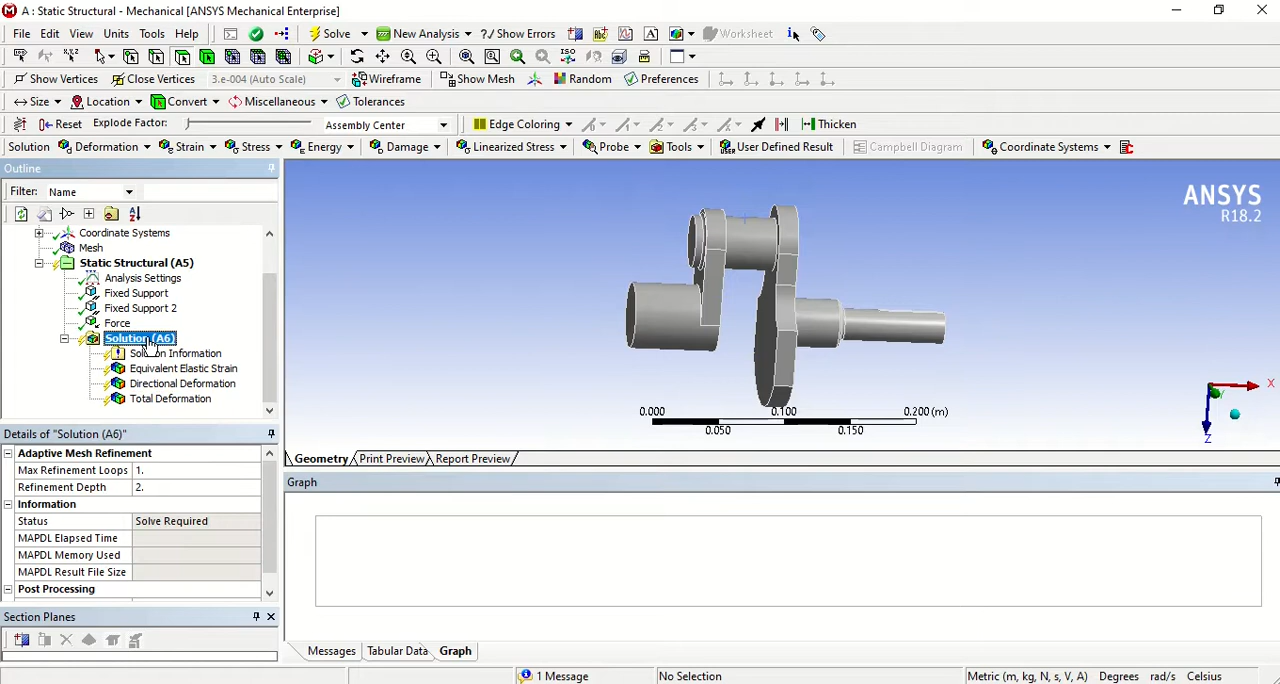 A : Static Structural - Mechanical [ANSYS Mechanical Enterprise]
File Edit View Units Tools Help Solve New Analysis ?/ Show Errors Worksheet
Show Vertices Close Vertices 3.e-004 (Auto Scale) Wireframe Show Mesh Random Preferences
Size Location Convert Miscellaneous Tolerances
Reset Explode Factor: Assembly Center Edge Coloring Thicken
Solution Deformation Strain Stress Energy Damage Linearized Stress Probe Tools User Defined Result Campbell Diagram Coordinate Systems
Outline
Filter: Name
Coordinate Systems
Mesh
Static Structural (A5)
Analysis Settings
Fixed Support
Fixed Support 2
Force
Solution (A6)
Solution Information
Equivalent Elastic Strain
Directional Deformation
Total Deformation
ANSYS
R18.2
0.000 0.100 0.200 (m)
0.050 0.150
X
Y
Z
Geometry Print Preview Report Preview
Details of "Solution (A6)"
Adaptive Mesh Refinement
Max Refinement Loops 1.
Refinement Depth 2.
Information
Status Solve Required
MAPDL Elapsed Time
MAPDL Memory Used
MAPDL Result File Size
Post Processing
Graph
Section Planes
Messages Tabular Data Graph
1 Message No Selection Metric (m, kg, N, s, V, A) Degrees rad/s Celsius